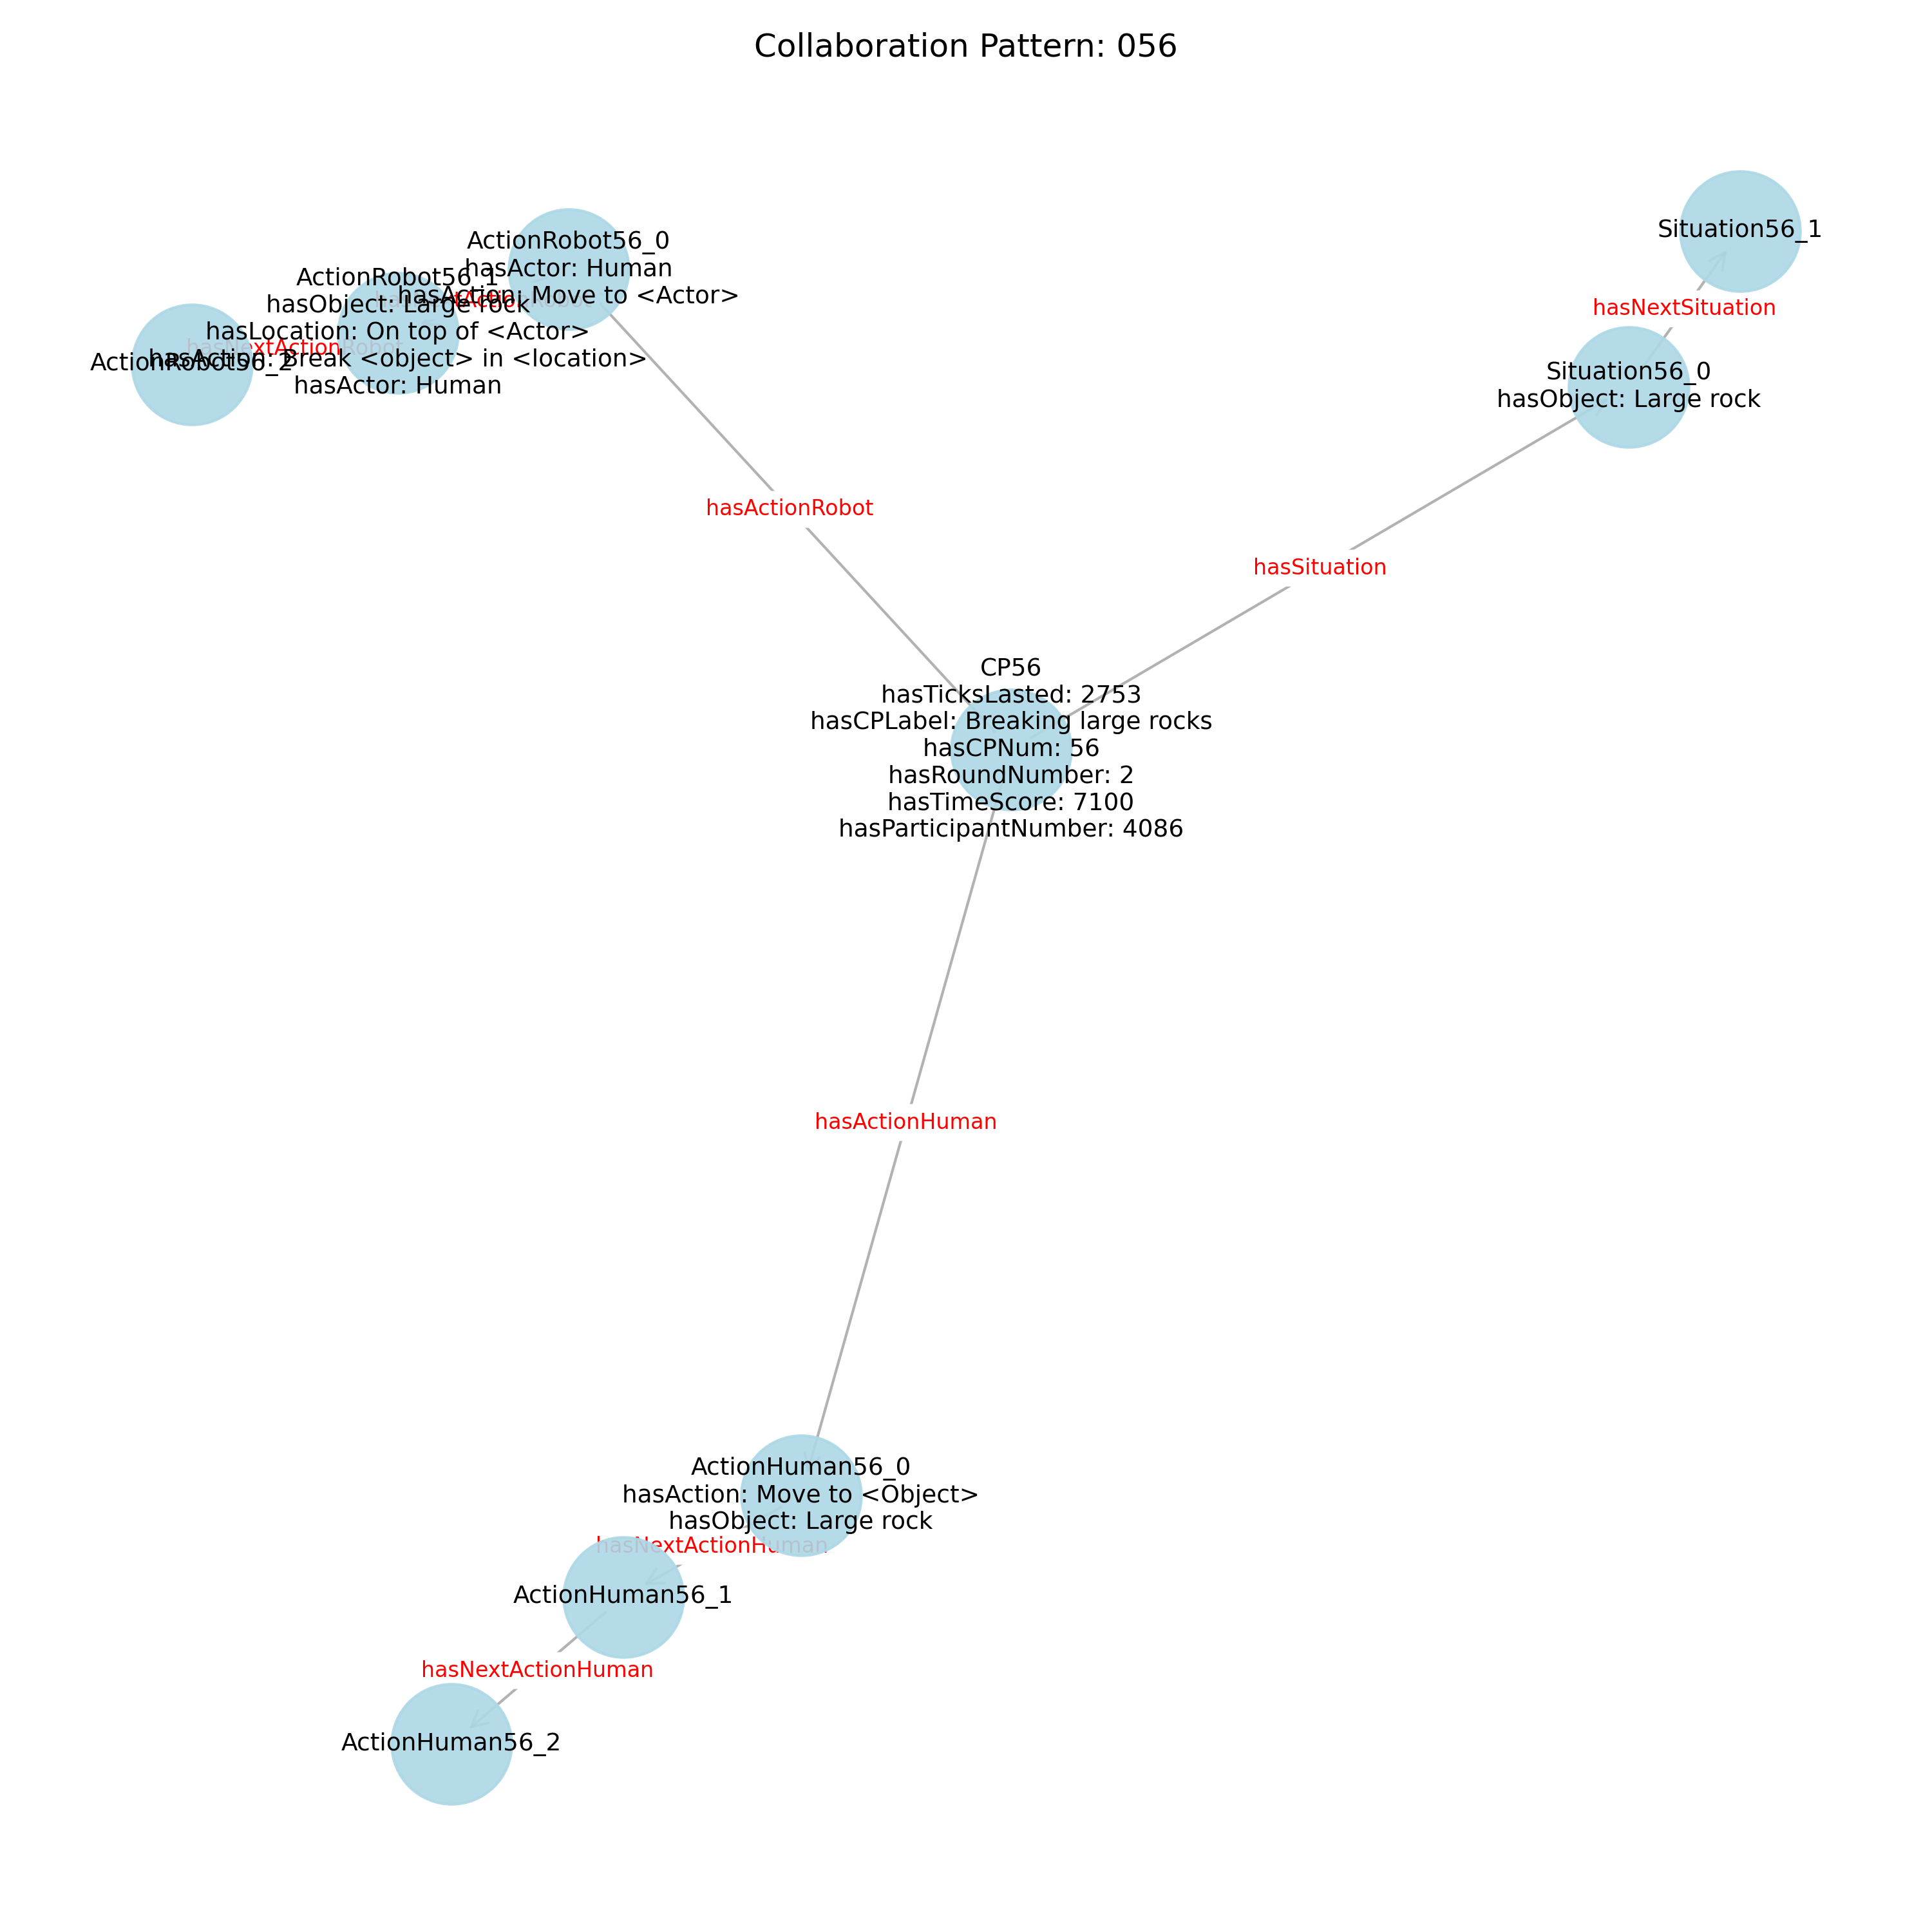 Collaboration Pattern: 056
Situation56_1
ActionRobot56_0
hasActor: Human
hasAction: Move to <Actor>
ActionRobot56_1
hasObject: Large rock
hasLocation: On top of <Actor>
hasAction: Break <object> in <location>
hasActor: Human
hasNextActionRobot
ActionRobot56_2
hasNextSituation
Situation56_0
hasObject: Large rock
hasActionRobot
hasSituation
CP56
hasTicksLasted: 2753
hasCPLabel: Breaking large rocks
hasCPNum: 56
hasRoundNumber: 2
hasTimeScore: 7100
hasParticipantNumber: 4086
hasActionHuman
ActionHuman56_0
hasAction: Move to <Object>
hasObject: Large rock
hasNextActionHuman
ActionHuman56_1
hasNextActionHuman
ActionHuman56_2